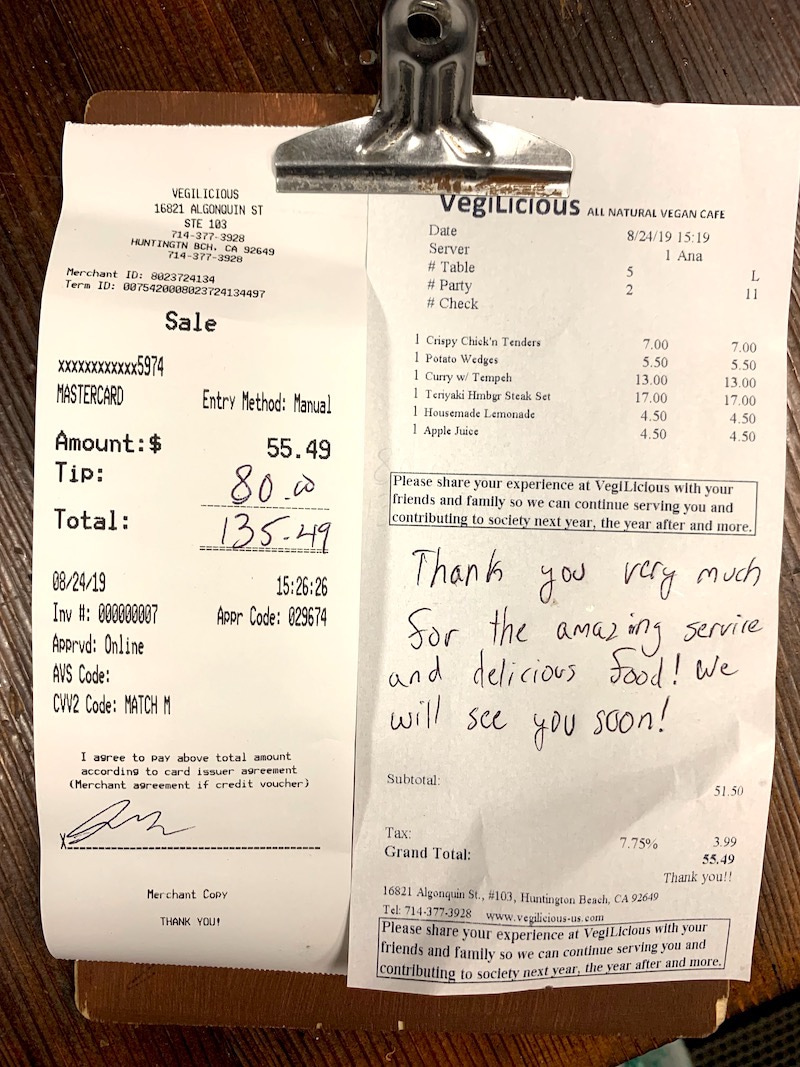 VEGILICIOUS
16821 ALGONQUIN ST
STE 103
714-377-3928
HUNTINGTN BCH, CA 92649
714-377-3928
Merchant ID: 8023724134
Term ID: 0075420008023724134497
Sale
xxxxxxxxxxxx5974
MASTERCARD
Entry Method: Manual
Amount:$ 55.49
Tip: 80.00
Total: 135.49
08/24/19 15:26:26
Inv #: 000000007 Appr Code: 029674
Apprvd: Online
AVS Code:
CVV2 Code: MATCH M
I agree to pay above total amount
according to card issuer agreement
(Merchant agreement if credit voucher)
X
Merchant Copy
THANK YOU!
VegiLicious ALL NATURAL VEGAN CAFE
Date 8/24/19 15:19
Server 1 Ana
# Table 5 L
# Party 2 11
# Check
1 Crispy Chick'n Tenders 7.00 7.00
1 Potato Wedges 5.50 5.50
1 Curry w/ Tempeh 13.00 13.00
1 Teriyaki Hmbgr Steak Set 17.00 17.00
1 Housemade Lemonade 4.50 4.50
1 Apple Juice 4.50 4.50
Please share your experience at VegiLicious with your
friends and family so we can continue serving you and
contributing to society next year, the year after and more.
Thank you very much
for the amazing service
and delicious food! We
will see you soon!
Subtotal: 51.50
Tax: 7.75% 3.99
Grand Total: 55.49
Thank you!!
16821 Algonquin St., #103, Huntington Beach, CA 92649
Tel: 714-377-3928 www.vegilicious-us.com
Please share your experience at VegiLicious with your
friends and family so we can continue serving you and
contributing to society next year, the year after and more.